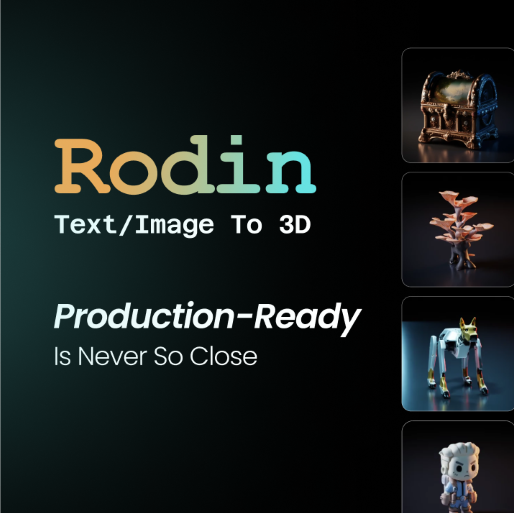 Rodin
Text/Image To 3D
Production-Ready
Is Never So Close